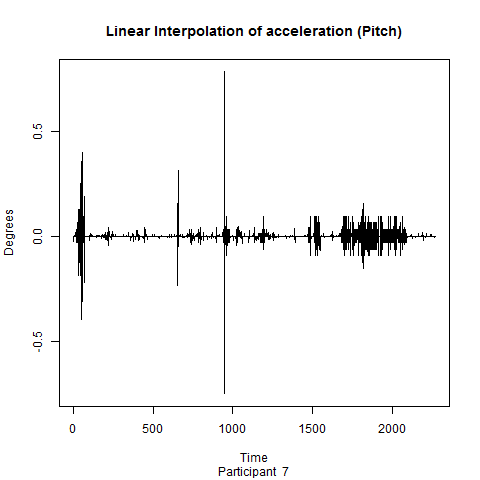 Linear Interpolation of acceleration (Pitch)
Degrees
0.5
0.0
-0.5
0 500 1000 1500 2000
Time
Participant 7